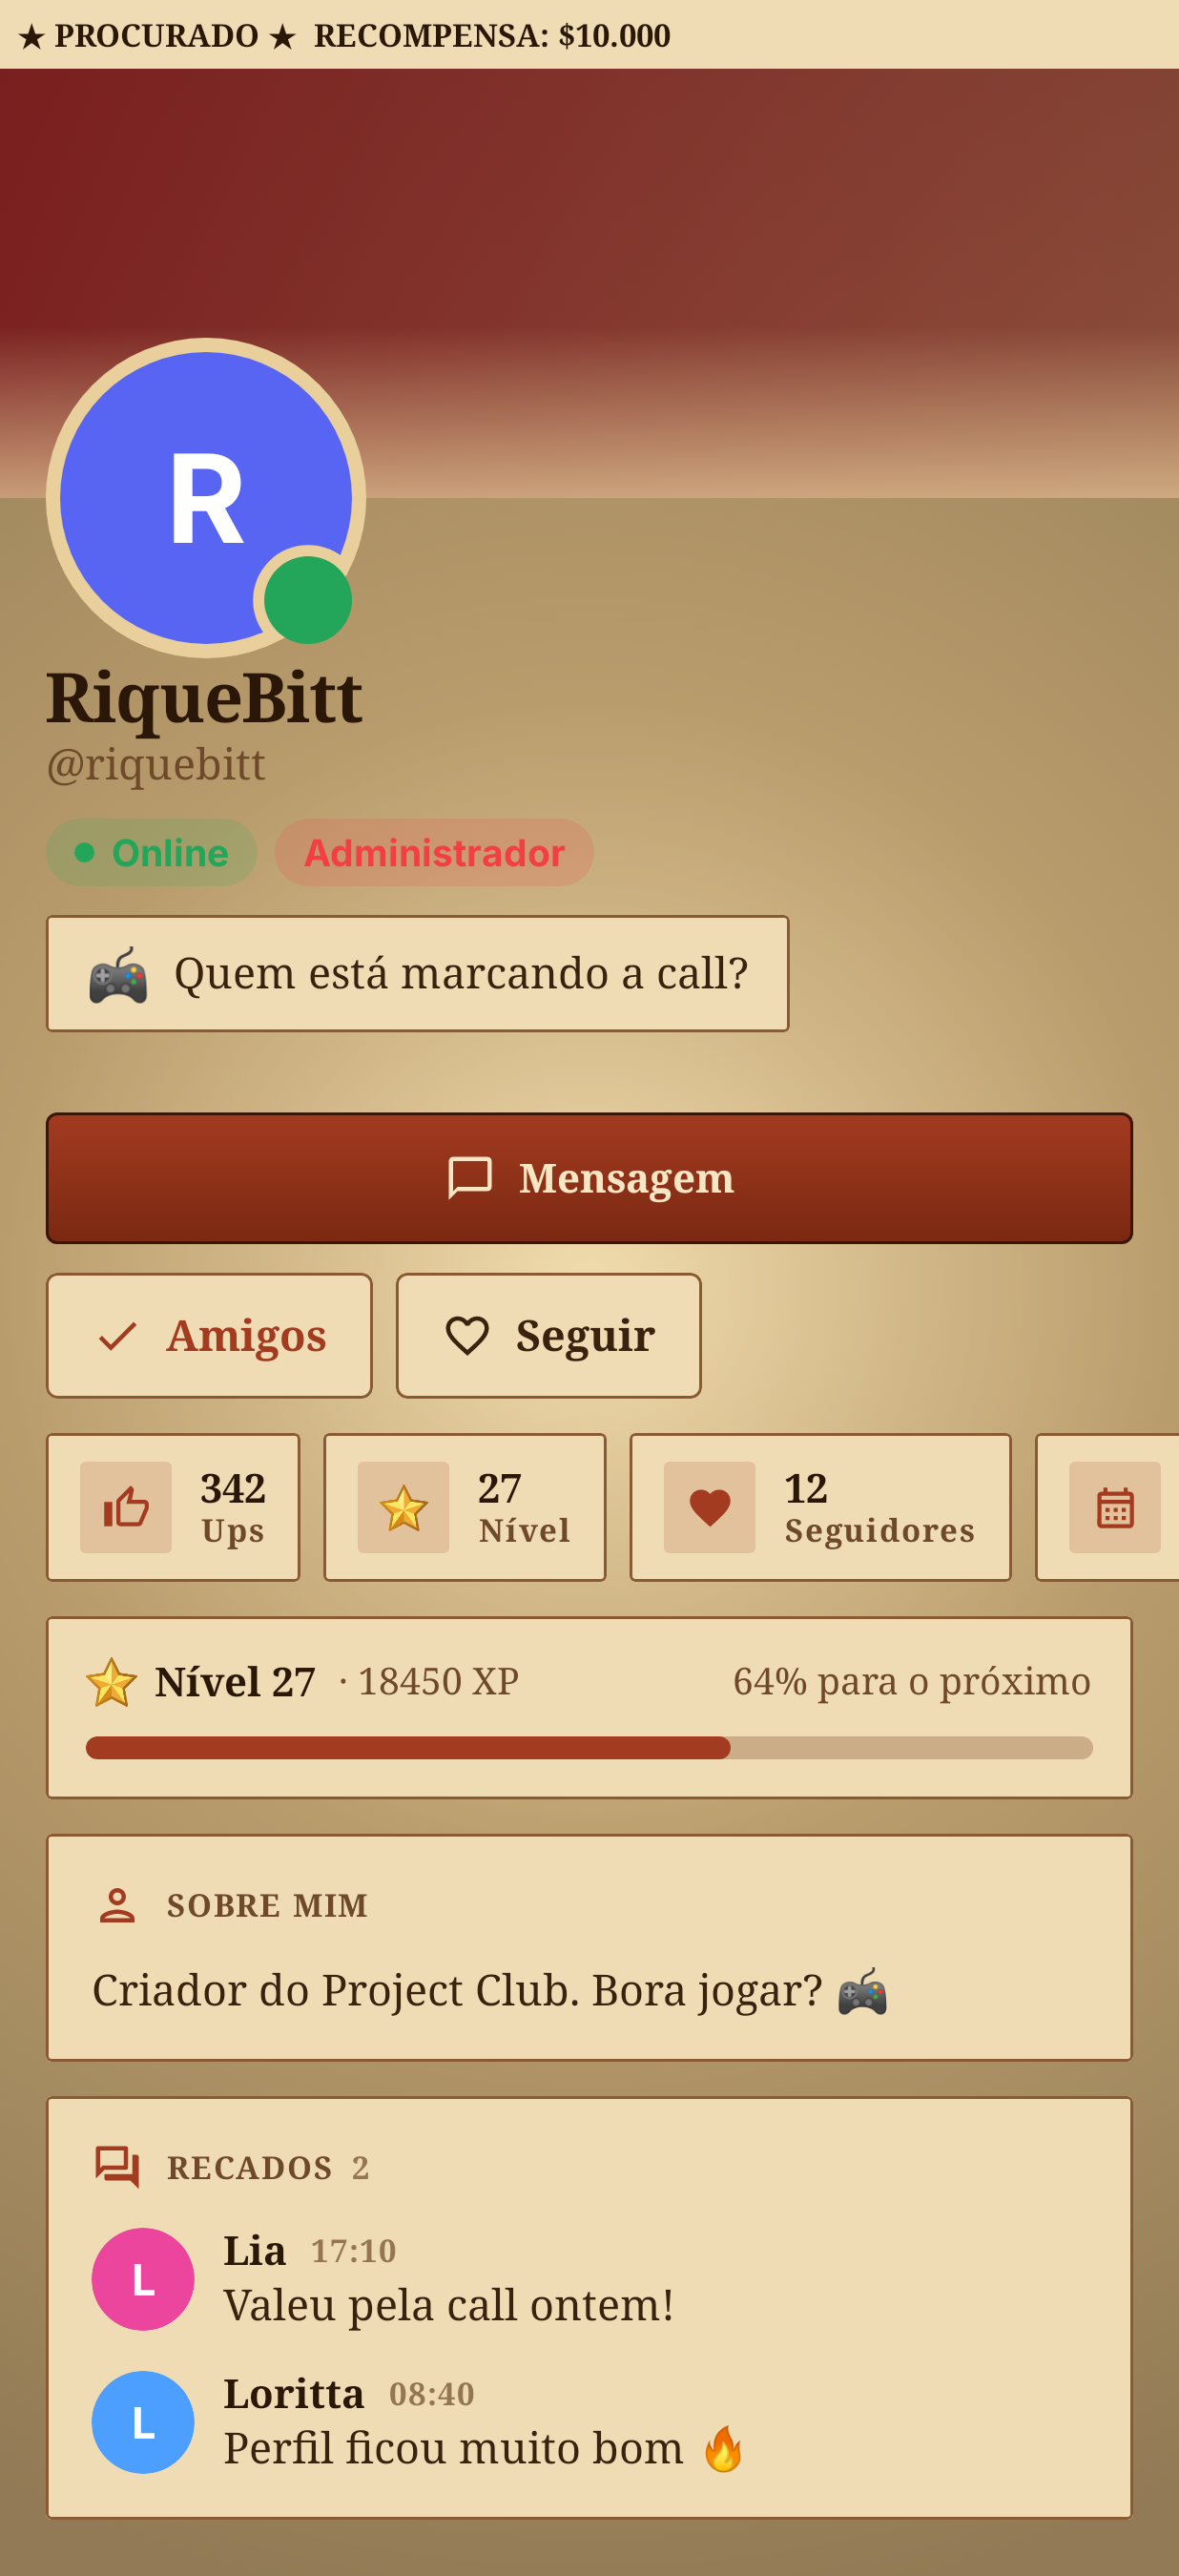 ★ PROCURADO ★ RECOMPENSA: $10.000
R
RiqueBitt
@riquebitt
Online
Administrador
🎮 Quem está marcando a call?
Mensagem
Amigos
Seguir
342
Ups
27
Nível
12
Seguidores
Nível 27 · 18450 XP
64% para o próximo
SOBRE MIM
Criador do Project Club. Bora jogar? 🎮
RECADOS 2
L
Lia 17:10
Valeu pela call ontem!
L
Loritta 08:40
Perfil ficou muito bom 🔥